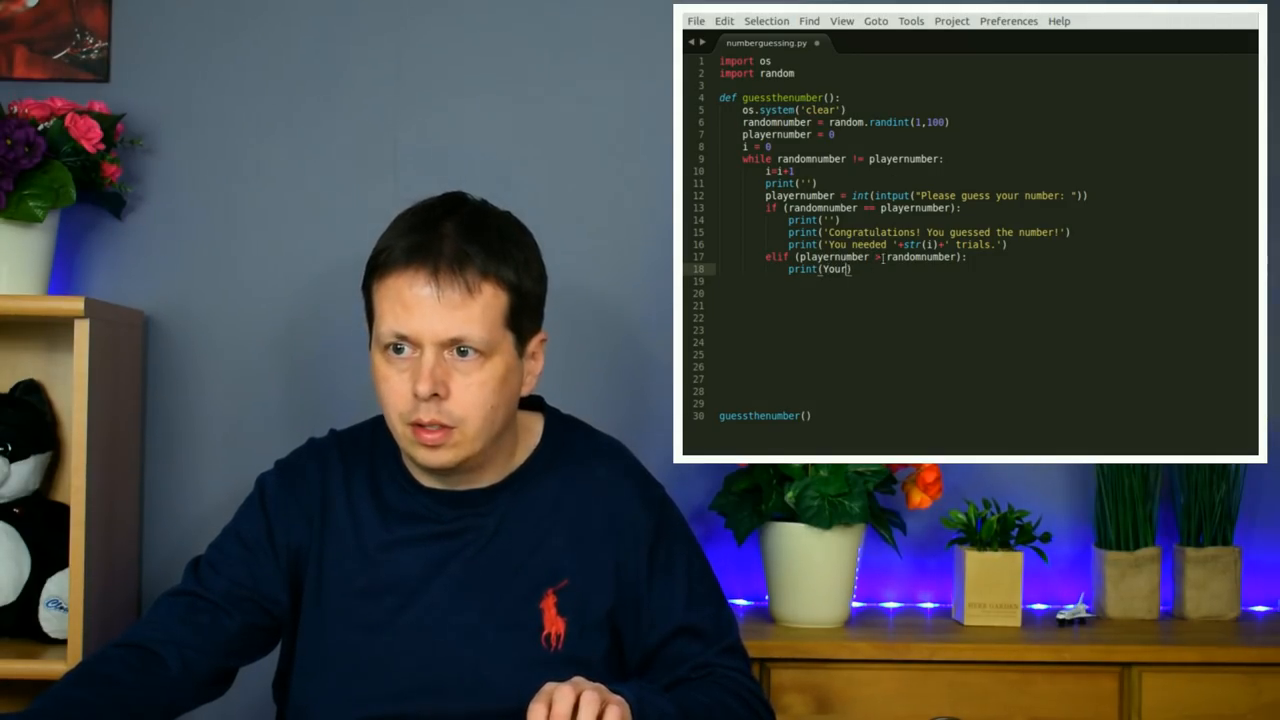 File Edit Selection Find View Goto Tools Project Preferences Help
numberguessing.py
1 import os
2 import random
3
4 def guessthenumber():
5 os.system('clear')
6 randomnumber = random.randint(1,100)
7 playernumber = 0
8 i = 0
9 while randomnumber != playernumber:
10 i=i+1
11 print('')
12 playernumber = int(intput("Please guess your number: "))
13 if (randomnumber == playernumber):
14 print('')
15 print('Congratulations! You guessed the number!')
16 print('You needed '+str(i)+' trials.')
17 elif (playernumber > randomnumber):
18 print(Your)
19
20
21
22
23
24
25
26
27
28
29
30 guessthenumber()
HERB GARDEN